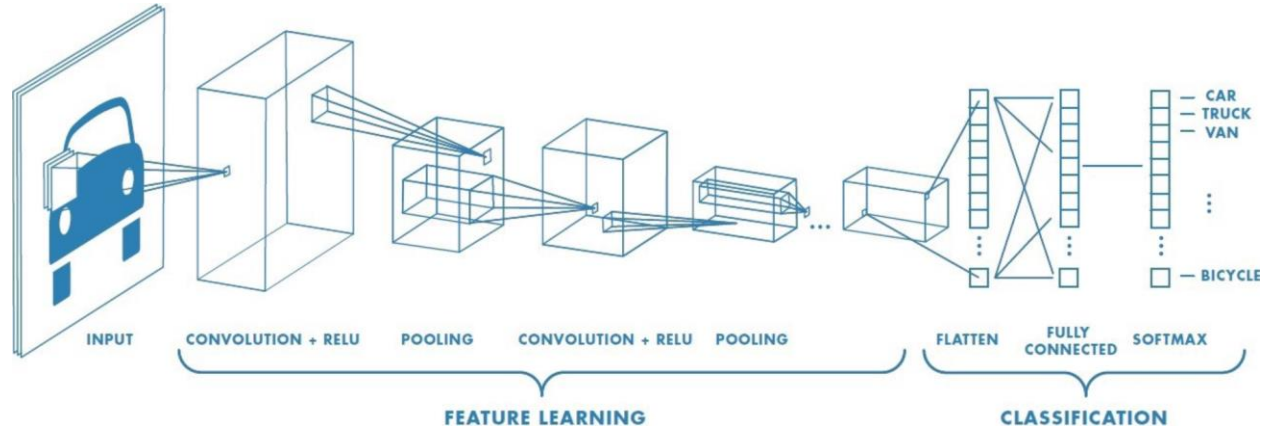 CAR
TRUCK
VAN
BICYCLE
INPUT
CONVOLUTION + RELU
POOLING
CONVOLUTION + RELU
POOLING
FLATTEN
FULLY
CONNECTED
SOFTMAX
FEATURE LEARNING
CLASSIFICATION